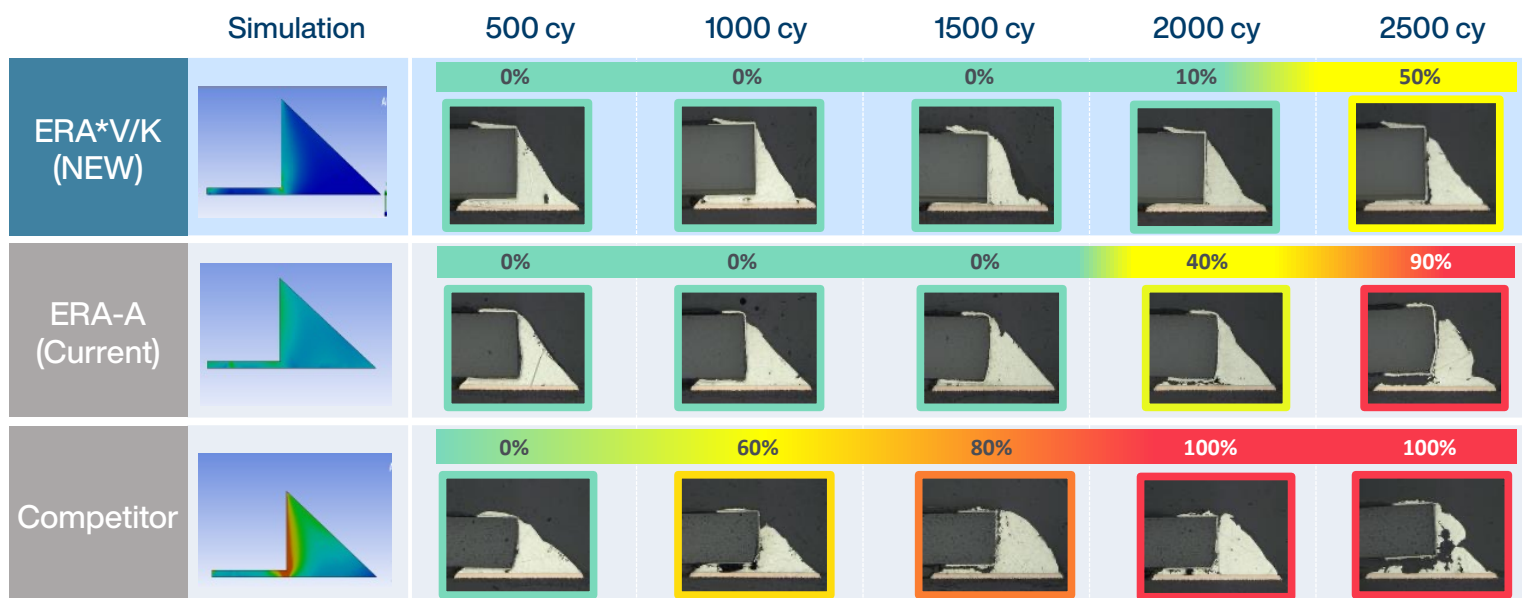 Simulation 500 cy 1000 cy 1500 cy 2000 cy 2500 cy
ERA*V/K
(NEW)
0% 0% 0% 10% 50%
ERA-A
(Current)
0% 0% 0% 40% 90%
Competitor
0% 60% 80% 100% 100%